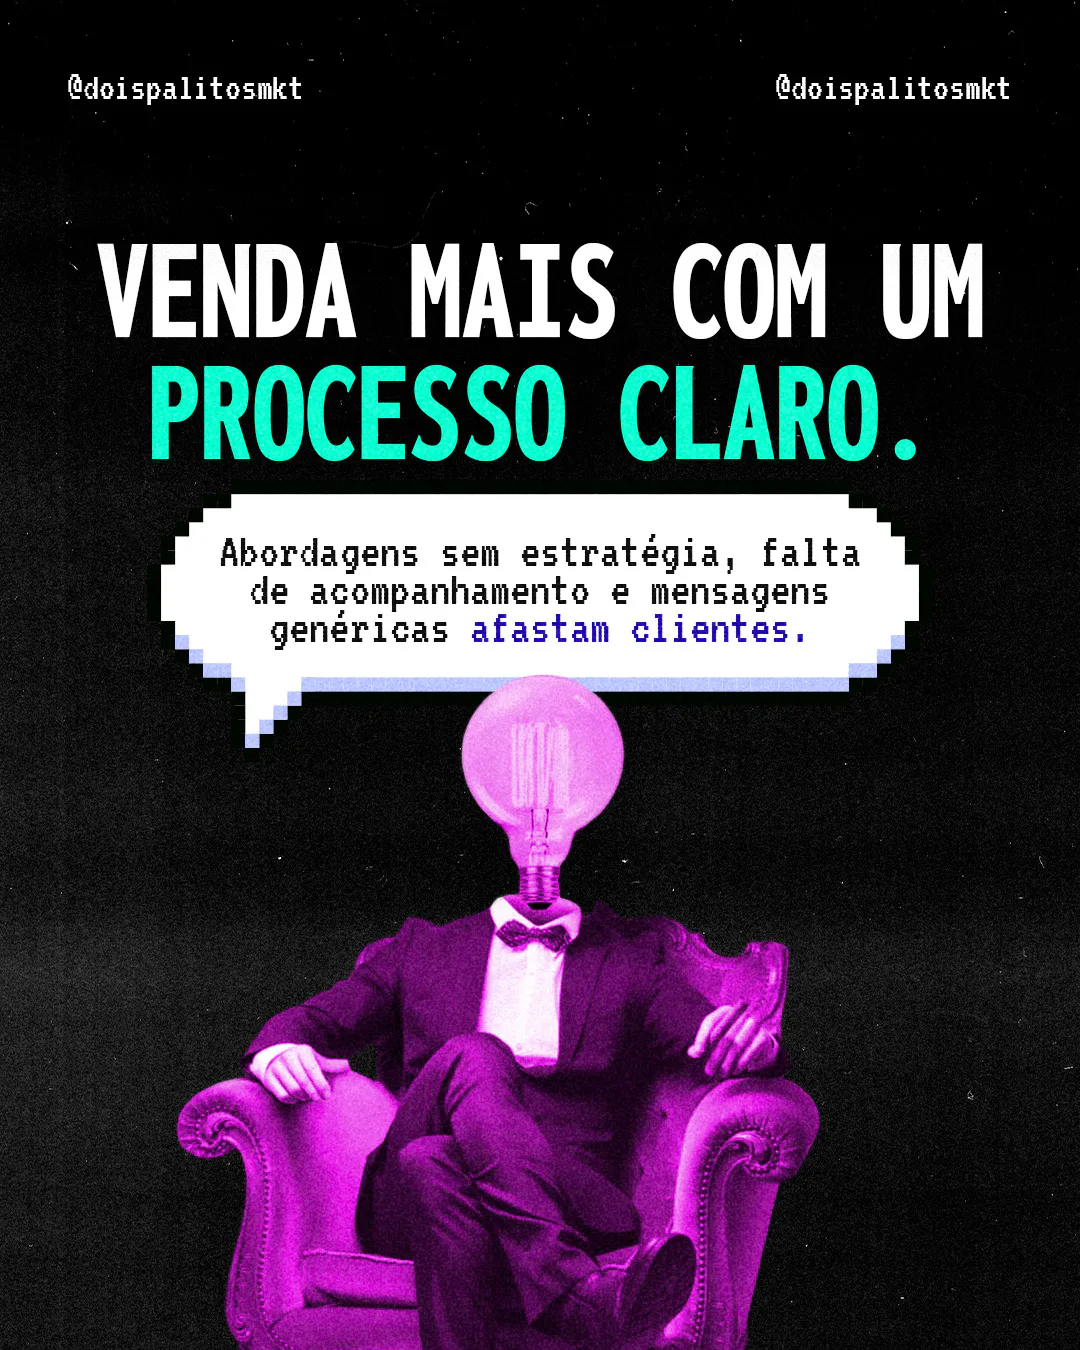 @doispalitosmkt @doispalitosmkt
VENDA MAIS COM UM
PROCESSO CLARO.
Abordagens sem estratégia, falta
de acompanhamento e mensagens
genéricas afastam clientes.